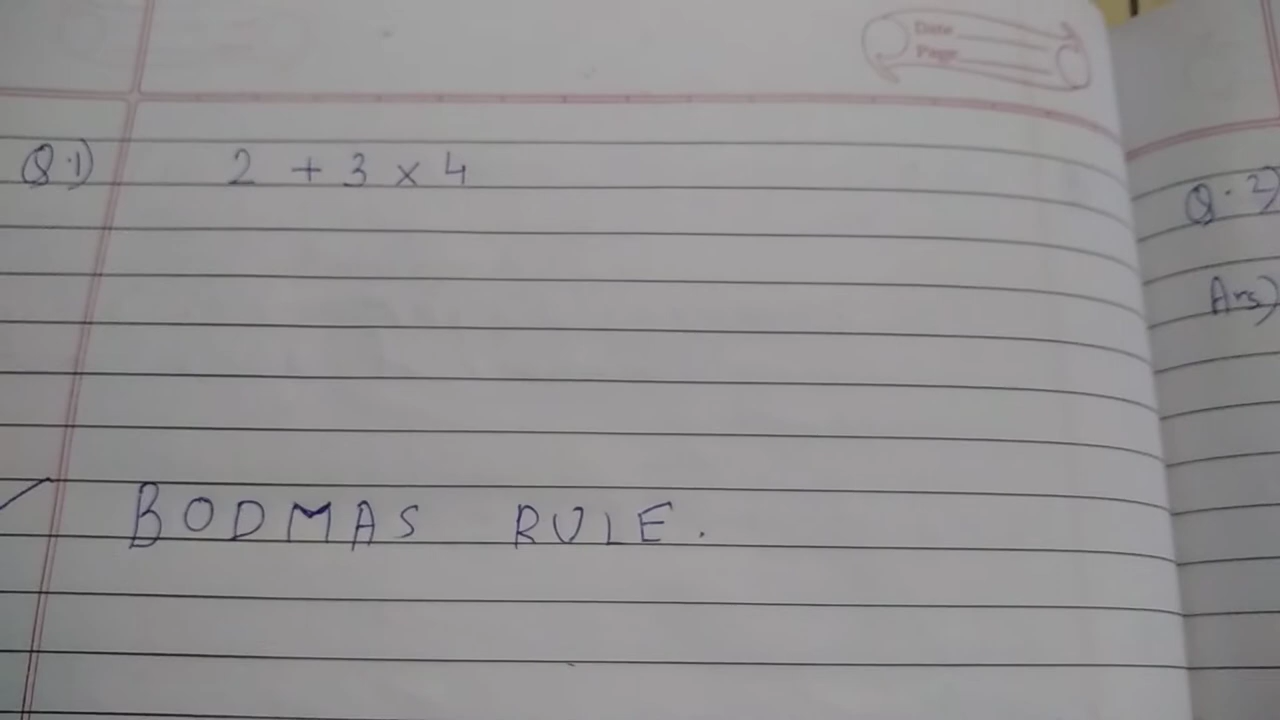 Date
Page
Q.1) 2 + 3 × 4
BODMAS RULE.
Q.2)
Ans)